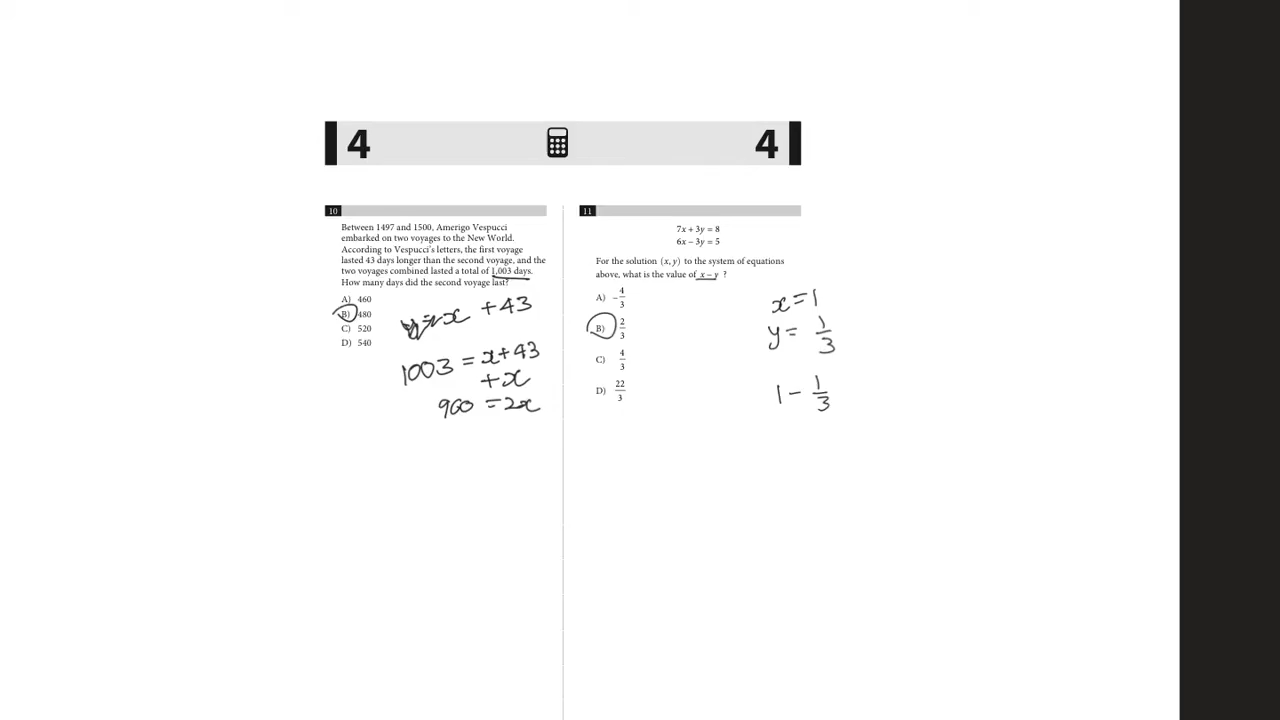 4 4
10
Between 1497 and 1500, Amerigo Vespucci
embarked on two voyages to the New World.
According to Vespucci's letters, the first voyage
lasted 43 days longer than the second voyage, and the
two voyages combined lasted a total of 1,003 days.
How many days did the second voyage last?
A) 460
B) 480
C) 520
D) 540
= x + 43
1003 = x + 43
+ x
960 = 2x
11
7x + 3y = 8
6x − 3y = 5
For the solution (x, y) to the system of equations
above, what is the value of x − y ?
A) −4/3
B) 2/3
C) 4/3
D) 22/3
x = 1
y = 1/3
1 − 1/3